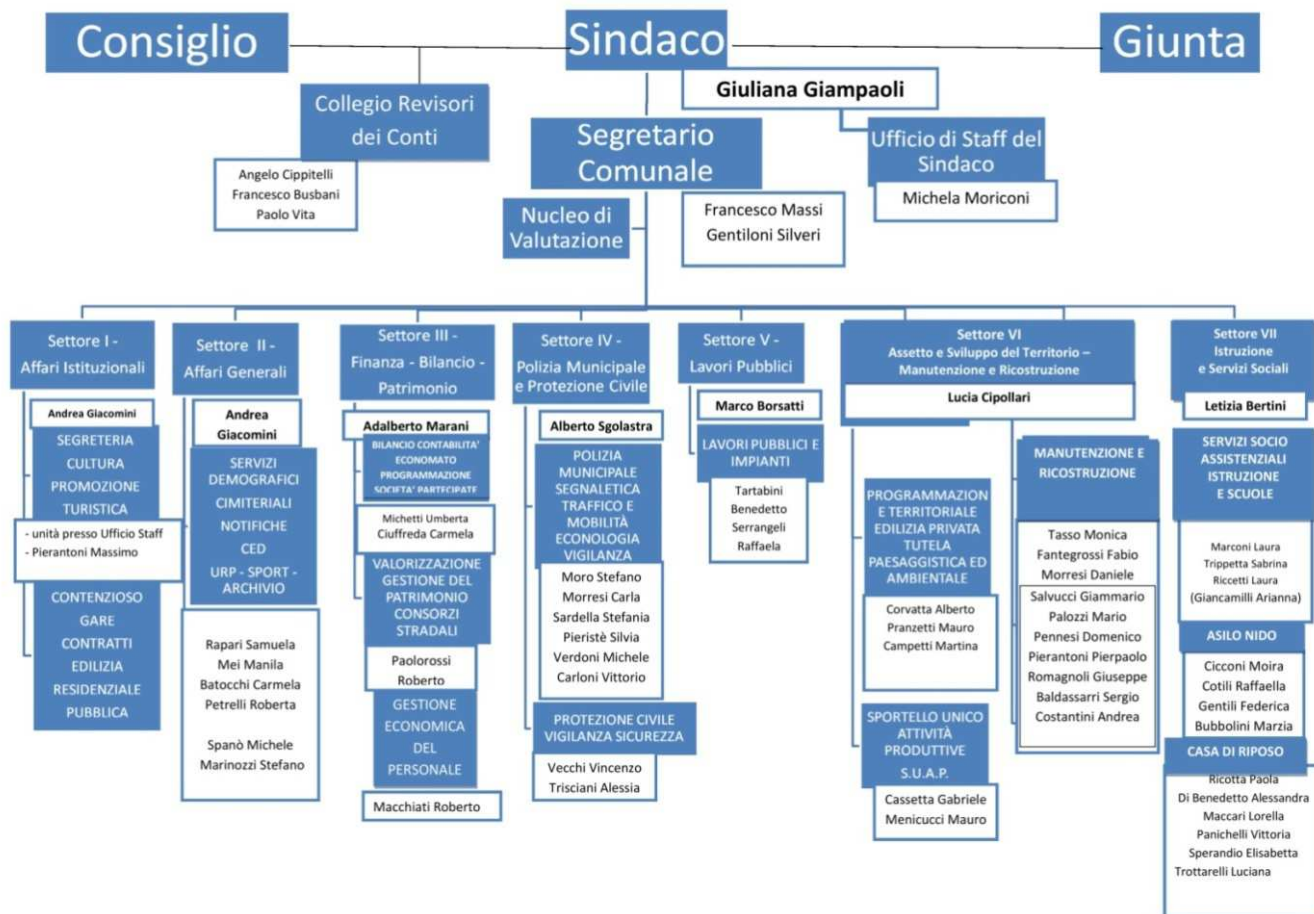 Consiglio
Sindaco
Giunta
Giuliana Giampaoli
Collegio Revisori
dei Conti
Angelo Cippitelli
Francesco Busbani
Paolo Vita
Segretario
Comunale
Ufficio di Staff del
Sindaco
Michela Moriconi
Nucleo di
Valutazione
Francesco Massi
Gentiloni Silveri
Settore I -
Affari Istituzionali
Andrea Giacomini
SEGRETERIA
CULTURA
PROMOZIONE
TURISTICA
- unità presso Ufficio Staff
- Pierantoni Massimo
CONTENZIOSO
GARE
CONTRATTI
EDILIZIA
RESIDENZIALE
PUBBLICA
Settore II -
Affari Generali
Andrea
Giacomini
SERVIZI
DEMOGRAFICI
CIMITERIALI
NOTIFICHE
CED
URP - SPORT -
ARCHIVIO
Rapari Samuela
Mei Manila
Batocchi Carmela
Petrelli Roberta
Spanò Michele
Marinozzi Stefano
Settore III -
Finanza - Bilancio -
Patrimonio
Adalberto Marani
BILANCIO CONTABILITA'
ECONOMATO
PROGRAMMAZIONE
SOCIETA' PARTECIPATE
Michetti Umberta
Ciuffreda Carmela
VALORIZZAZIONE
GESTIONE DEL
PATRIMONIO
CONSORZI
STRADALI
Paolorossi
Roberto
GESTIONE
ECONOMICA
DEL
PERSONALE
Macchiati Roberto
Settore IV -
Polizia Municipale
e Protezione Civile
Alberto Sgolastra
POLIZIA
MUNICIPALE
SEGNALETICA
TRAFFICO E
MOBILITÀ
ECONOLOGIA
VIGILANZA
Moro Stefano
Morresi Carla
Sardella Stefania
Pieristè Silvia
Verdoni Michele
Carloni Vittorio
PROTEZIONE CIVILE
VIGILANZA SICUREZZA
Vecchi Vincenzo
Trisciani Alessia
Settore V -
Lavori Pubblici
Marco Borsatti
LAVORI PUBBLICI E
IMPIANTI
Tartabini
Benedetto
Serrangeli
Raffaela
Settore VI
Assetto e Sviluppo del Territorio –
Manutenzione e Ricostruzione
Lucia Cipollari
PROGRAMMAZION
E TERRITORIALE
EDILIZIA PRIVATA
TUTELA
PAESAGGISTICA ED
AMBIENTALE
Corvatta Alberto
Pranzetti Mauro
Campetti Martina
SPORTELLO UNICO
ATTIVITÀ
PRODUTTIVE
S.U.A.P.
Cassetta Gabriele
Menicucci Mauro
MANUTENZIONE E
RICOSTRUZIONE
Tasso Monica
Fantegrossi Fabio
Morresi Daniele
Salvucci Giammario
Palozzi Mario
Pennesi Domenico
Pierantoni Pierpaolo
Romagnoli Giuseppe
Baldassarri Sergio
Costantini Andrea
Settore VII
Istruzione
e Servizi Sociali
Letizia Bertini
SERVIZI SOCIO
ASSISTENZIALI
ISTRUZIONE
E SCUOLE
Marconi Laura
Trippetta Sabrina
Riccetti Laura
(Giancamilli Arianna)
ASILO NIDO
Cicconi Moira
Cotili Raffaella
Gentili Federica
Bubbolini Marzia
CASA DI RIPOSO
Ricotta Paola
Di Benedetto Alessandra
Maccari Lorella
Panichelli Vittoria
Sperandio Elisabetta
Trottarelli Luciana